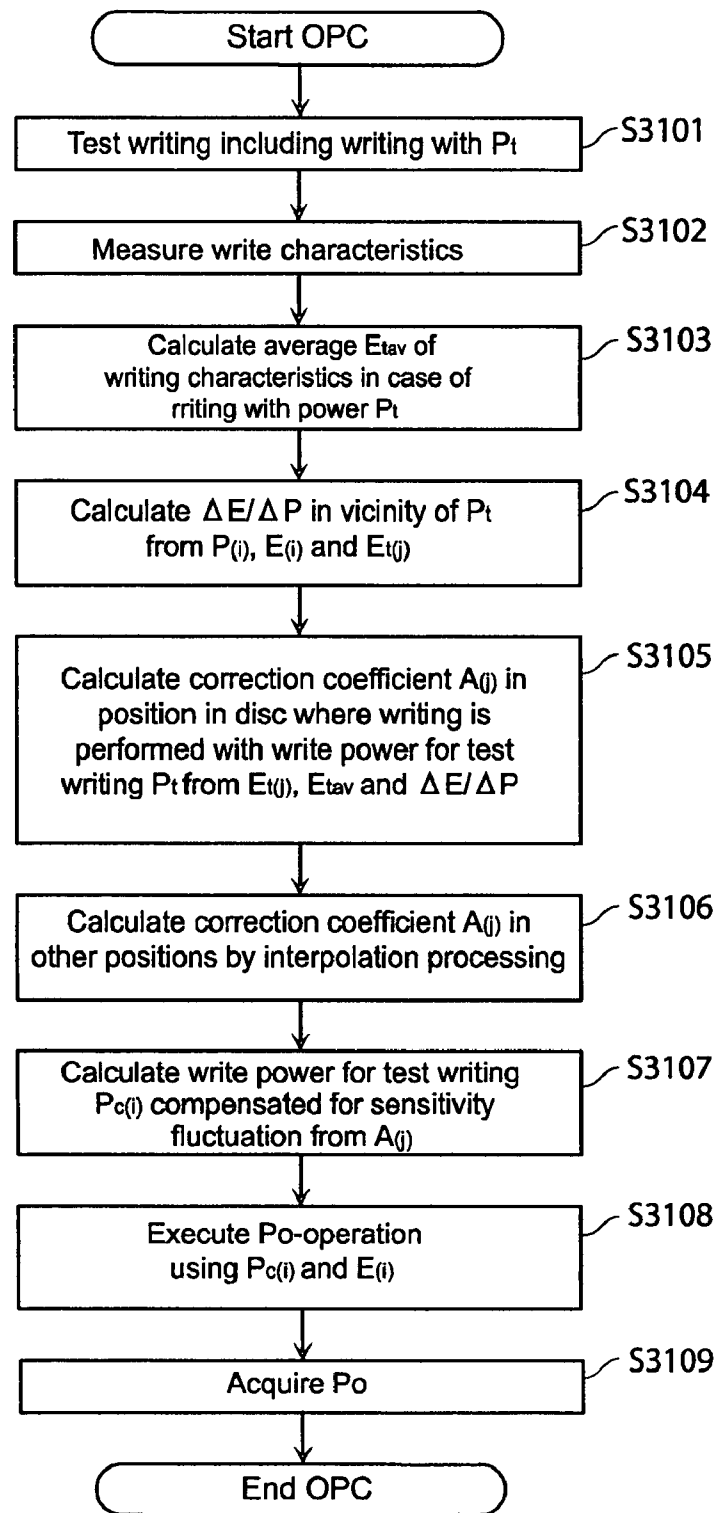 Start OPC
Test writing including writing with Pt
S3101
Measure write characteristics
S3102
Calculate average Etav of
writing characteristics in case of
rriting with power Pt
S3103
Calculate ΔE/ΔP in vicinity of Pt
from P(i), E(i) and Et(j)
S3104
Calculate correction coefficient A(j) in
position in disc where writing is
performed with write power for test
writing Pt from Et(j), Etav and ΔE/ΔP
S3105
Calculate correction coefficient A(j) in
other positions by interpolation processing
S3106
Calculate write power for test writing
Pc(i) compensated for sensitivity
fluctuation from A(j)
S3107
Execute Po-operation
using Pc(i) and E(i)
S3108
Acquire Po
S3109
End OPC